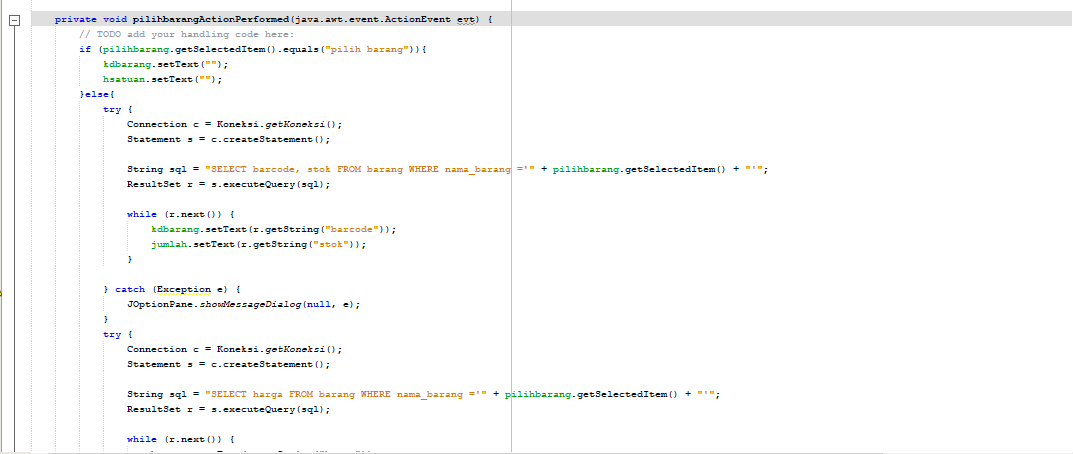 private void pilihbarangActionPerformed(java.awt.event.ActionEvent evt) {
// TODO add your handling code here:
if (pilihbarang.getSelectedItem().equals("pilih barang")){
kdbarang.setText("");
hsatuan.setText("");
}else{
try {
Connection c = Koneksi.getKoneksi();
Statement s = c.createStatement();
String sql = "SELECT barcode, stok FROM barang WHERE nama_barang ='" + pilihbarang.getSelectedItem() + "'";
ResultSet r = s.executeQuery(sql);
while (r.next()) {
kdbarang.setText(r.getString("barcode"));
jumlah.setText(r.getString("stok"));
}
} catch (Exception e) {
JOptionPane.showMessageDialog(null, e);
}
try {
Connection c = Koneksi.getKoneksi();
Statement s = c.createStatement();
String sql = "SELECT harga FROM barang WHERE nama_barang ='" + pilihbarang.getSelectedItem() + "'";
ResultSet r = s.executeQuery(sql);
while (r.next()) {